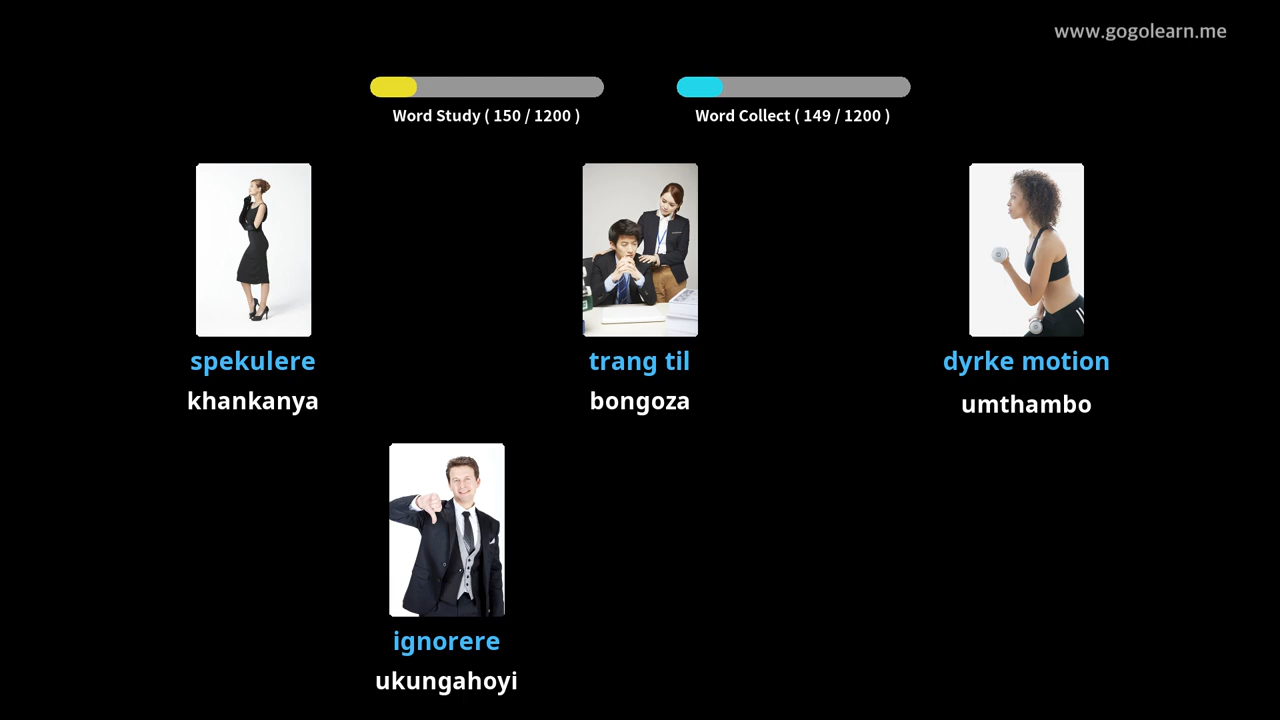 www.gogolearn.me
Word Study ( 150 / 1200 )
Word Collect ( 149 / 1200 )
spekulere
khankanya
trang til
bongoza
dyrke motion
umthambo
ignorere
ukungahoyi